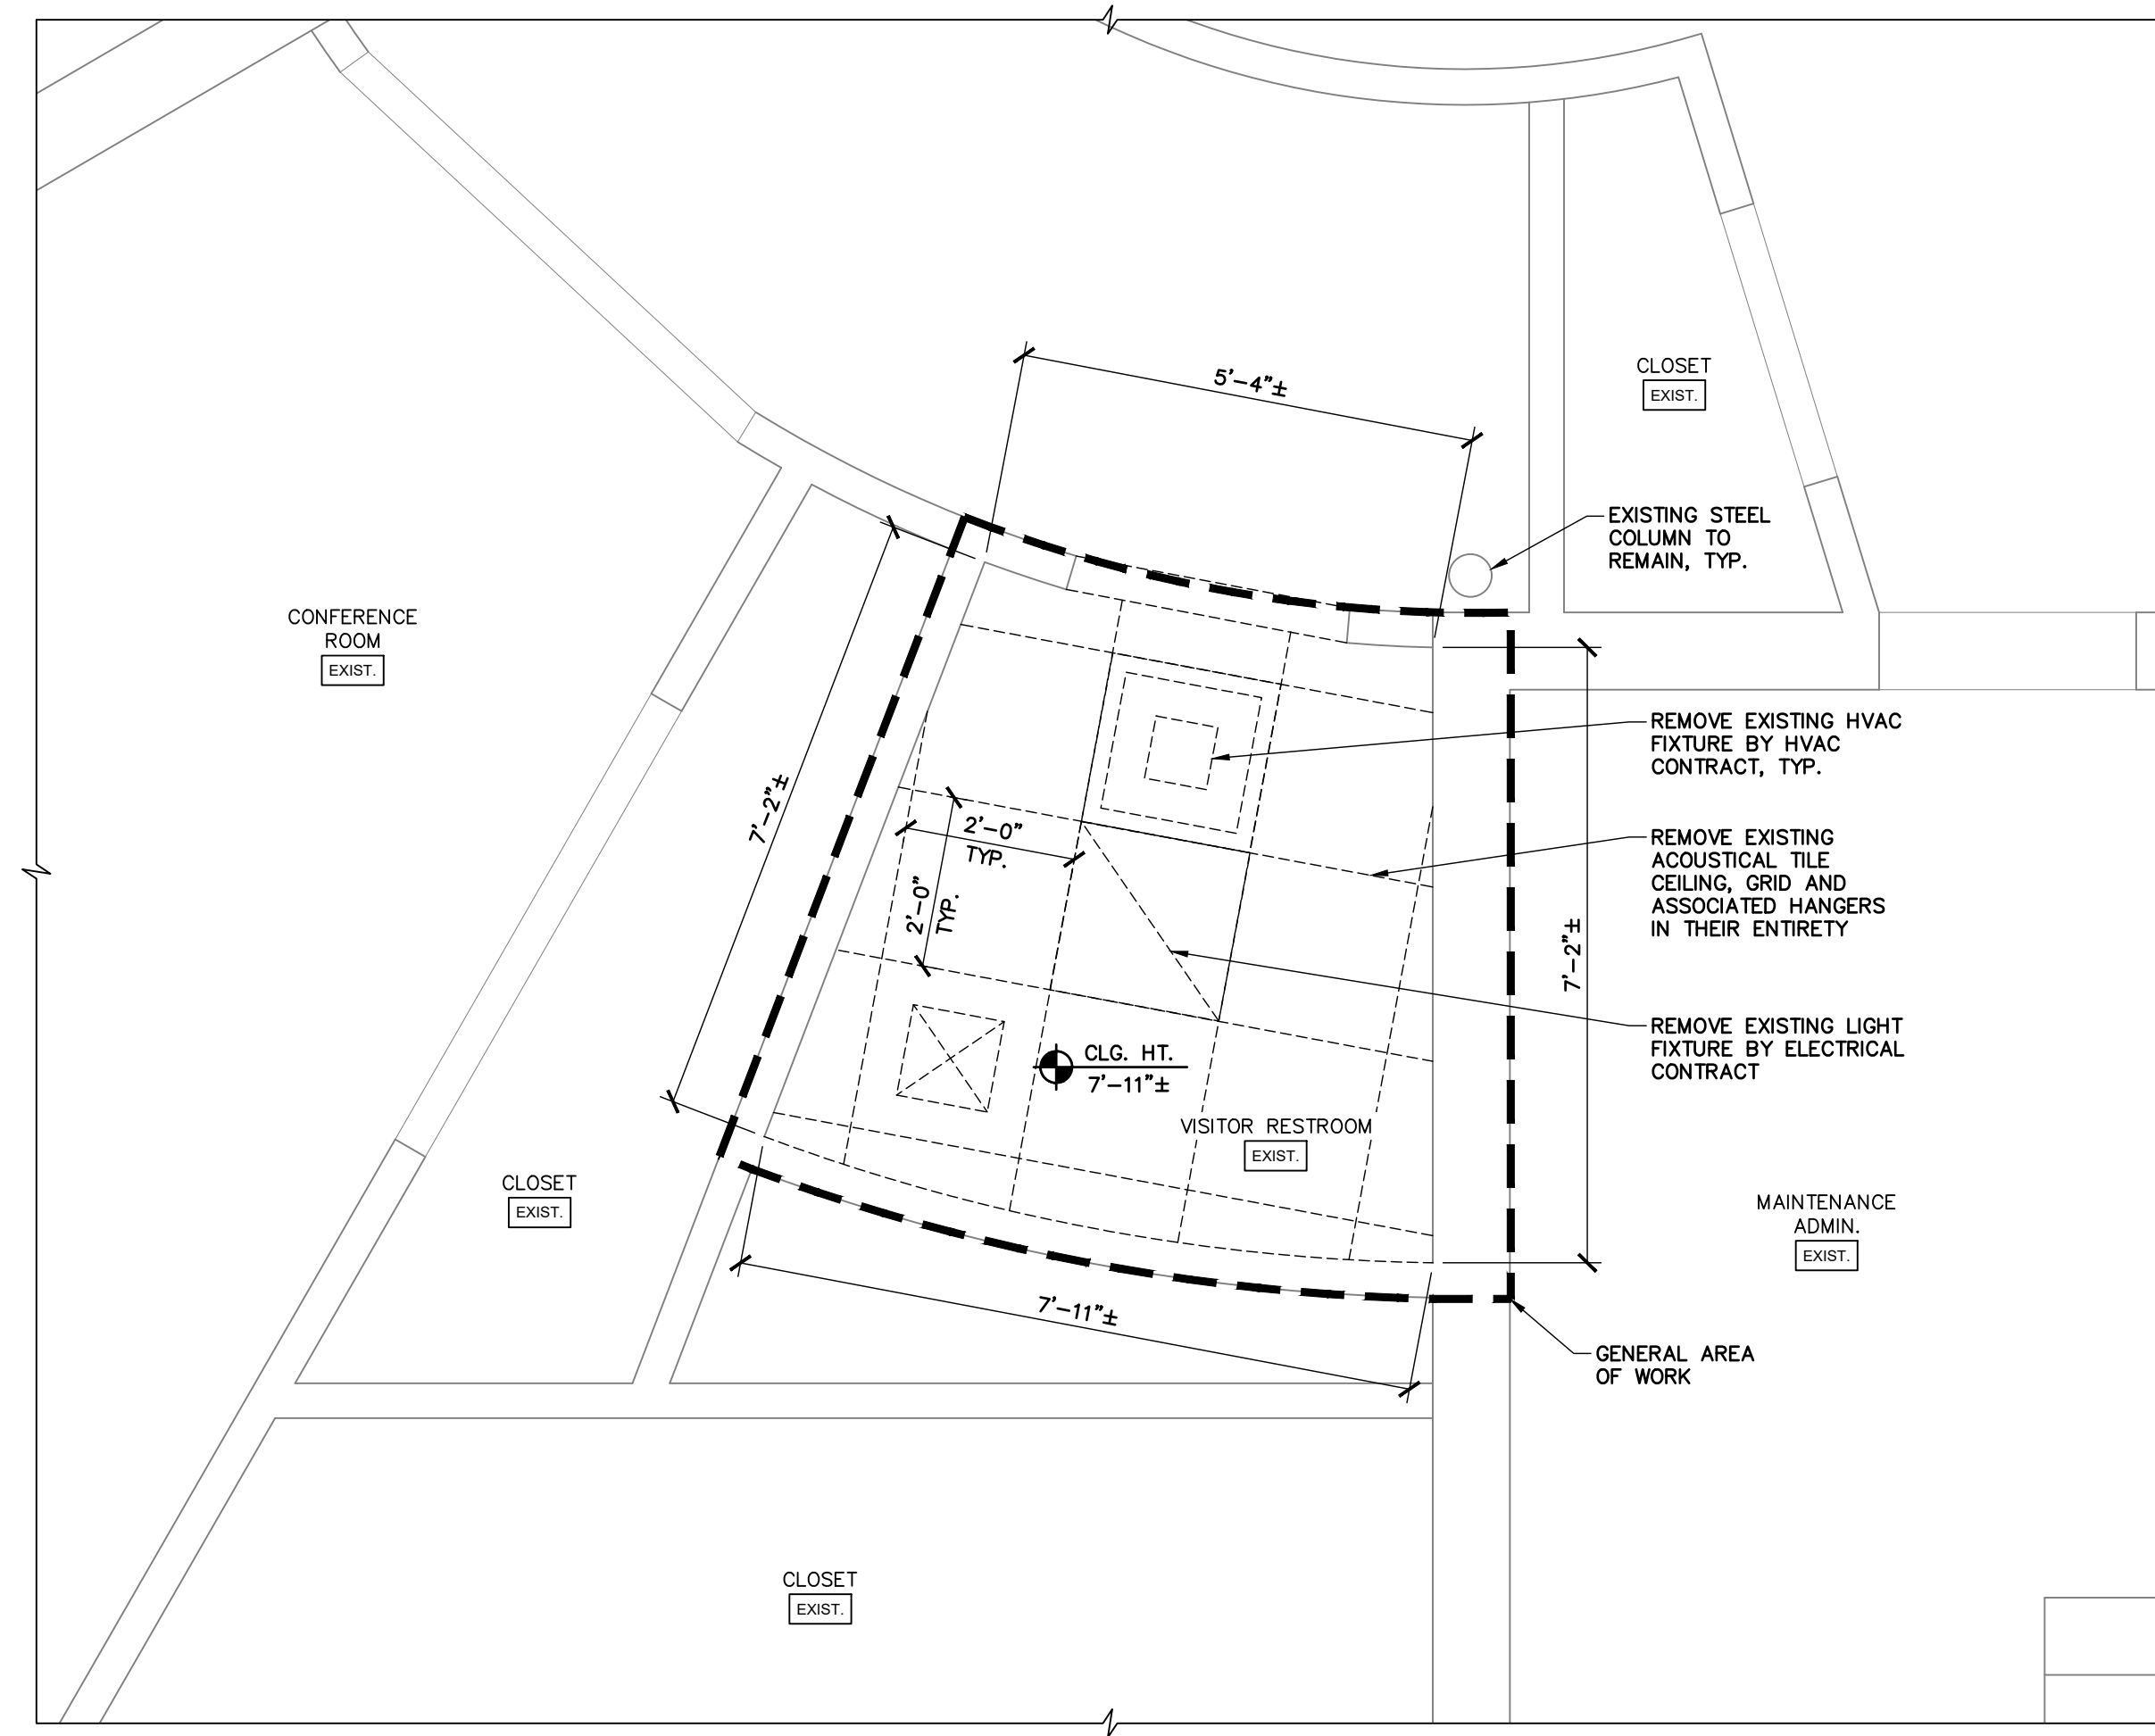 5'-4"±
CLOSET
EXIST.
EXISTING STEEL
COLUMN TO
REMAIN, TYP.
CONFERENCE
ROOM
EXIST.
REMOVE EXISTING HVAC
FIXTURE BY HVAC
CONTRACT, TYP.
7'-2"±
2'-0"
TYP.
2'-0"
TYP.
REMOVE EXISTING
ACOUSTICAL TILE
CEILING, GRID AND
ASSOCIATED HANGERS
IN THEIR ENTIRETY
7'-2"±
REMOVE EXISTING LIGHT
FIXTURE BY ELECTRICAL
CONTRACT
CLG. HT.
7'-11"±
VISITOR RESTROOM
EXIST.
CLOSET
EXIST.
MAINTENANCE
ADMIN.
EXIST.
7'-11"±
GENERAL AREA
OF WORK
CLOSET
EXIST.